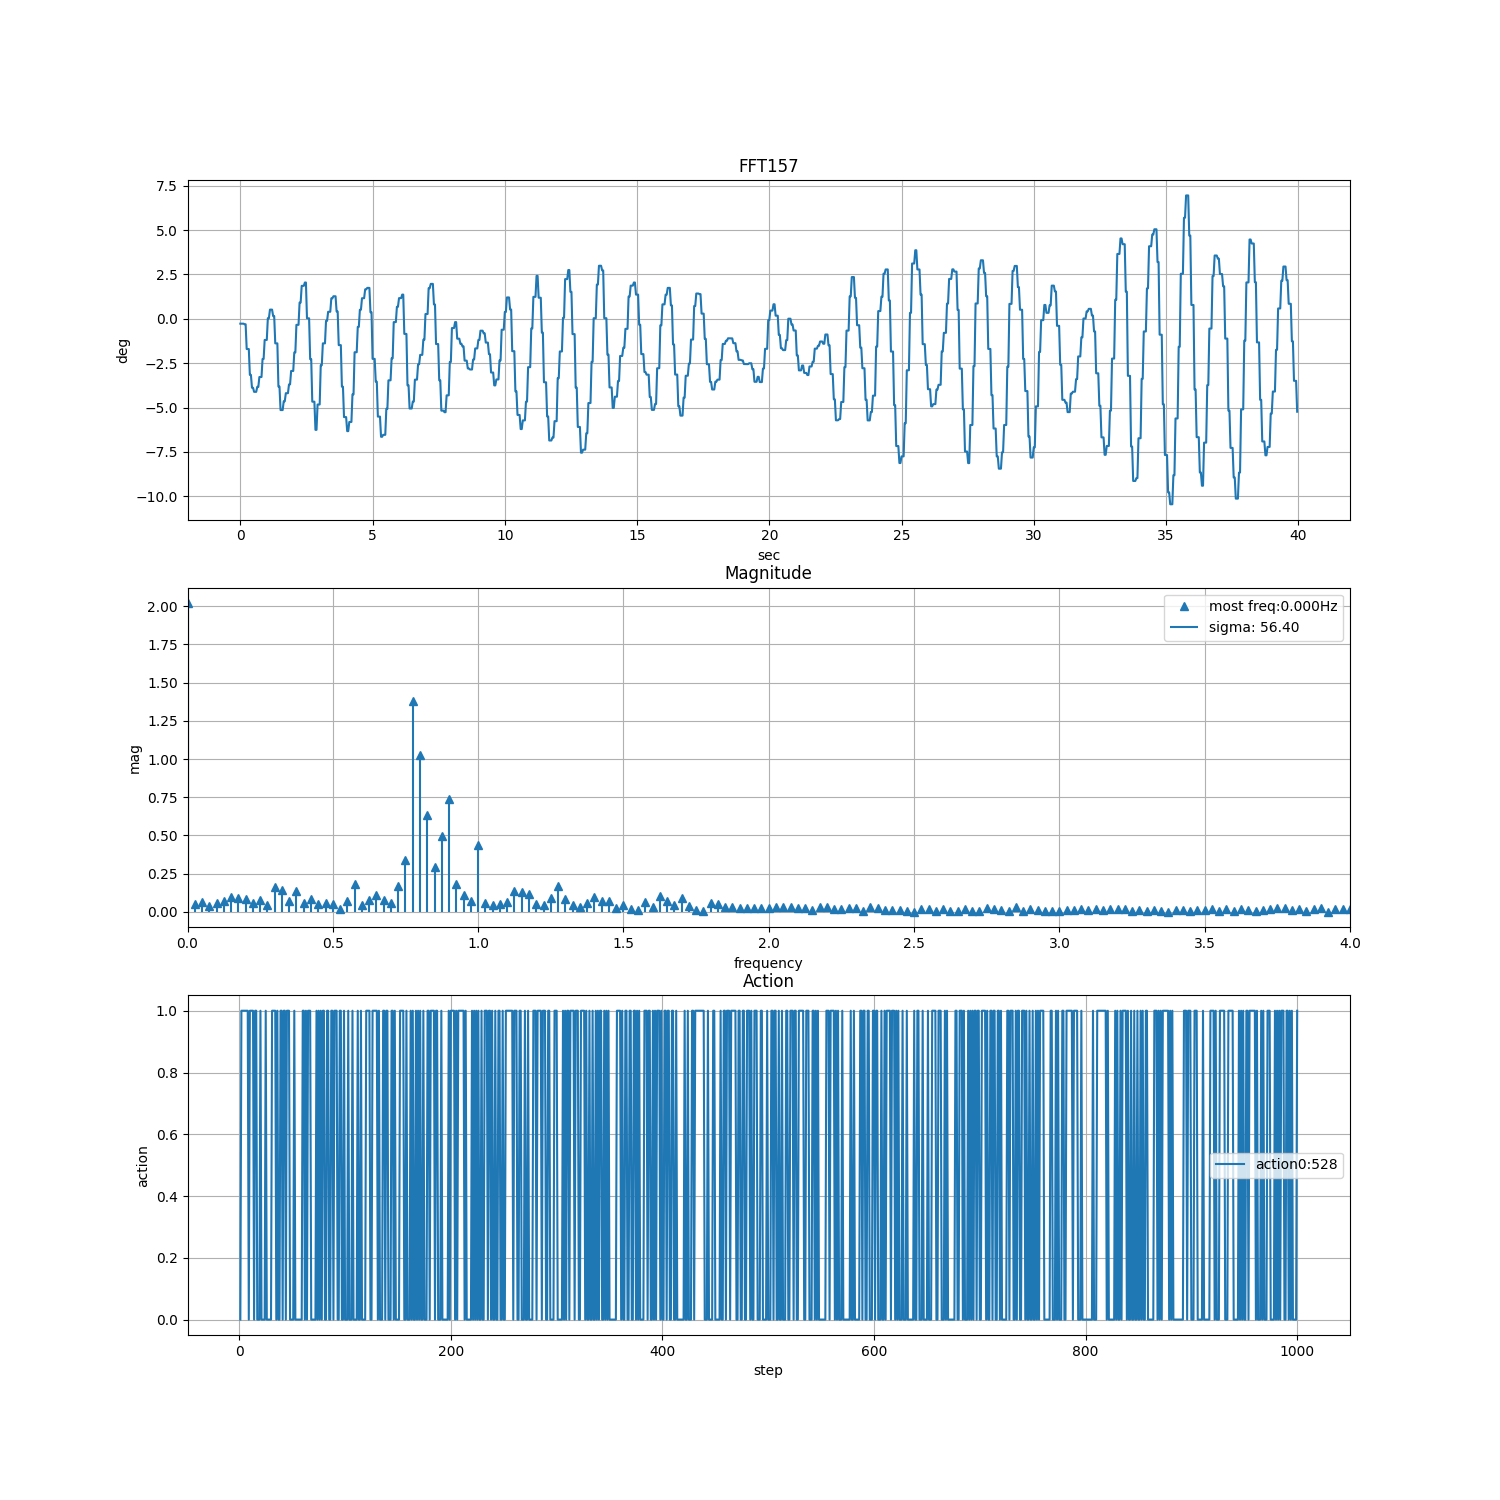 FFT157
7.5
5.0
2.5
0.0
−2.5
−5.0
−7.5
−10.0
deg
0 5 10 15 20 25 30 35 40
sec
Magnitude
2.00
1.75
1.50
1.25
1.00
0.75
0.50
0.25
0.00
mag
most freq:0.000Hz
sigma: 56.40
0.0 0.5 1.0 1.5 2.0 2.5 3.0 3.5 4.0
frequency
Action
1.0
0.8
0.6
0.4
0.2
0.0
action
action0:528
0 200 400 600 800 1000
step